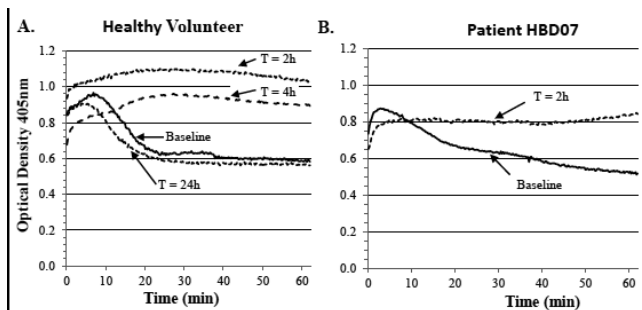 A. Healthy Volunteer
1.2
1.0
0.8
0.6
0.4
0.2
0.0
Optical Density 405nm
T = 2h
T = 4h
Baseline
T = 24h
0 10 20 30 40 50 60
Time (min)
B. Patient HBD07
1.2
1.0
0.8
0.6
0.4
0.2
0.0
T = 2h
Baseline
0 10 20 30 40 50 60
Time (min)